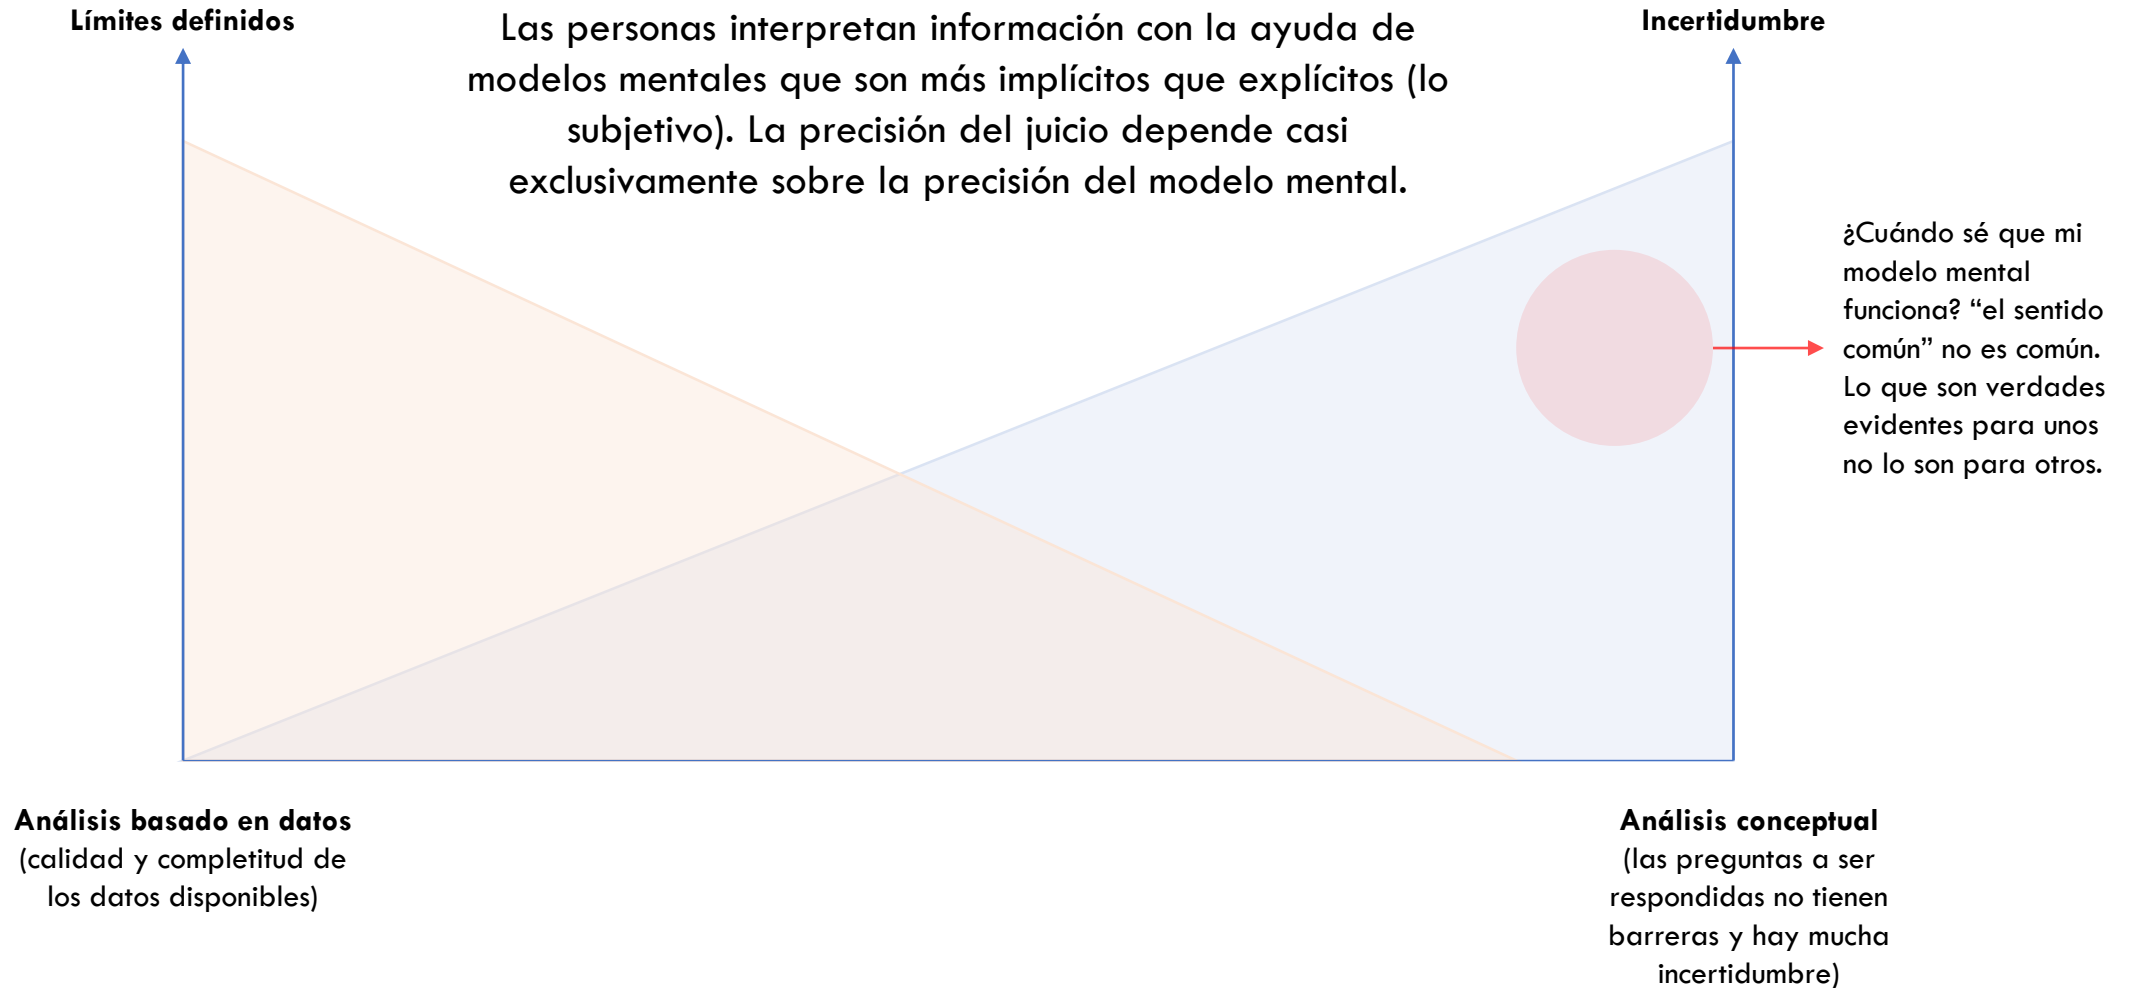 Límites definidos
Las personas interpretan información con la ayuda de
modelos mentales que son más implícitos que explícitos (lo
subjetivo). La precisión del juicio depende casi
exclusivamente sobre la precisión del modelo mental.
Incertidumbre
¿Cuándo sé que mi
modelo mental
funciona? “el sentido
común” no es común.
Lo que son verdades
evidentes para unos
no lo son para otros.
Análisis basado en datos
(calidad y completitud de
los datos disponibles)
Análisis conceptual
(las preguntas a ser
respondidas no tienen
barreras y hay mucha
incertidumbre)